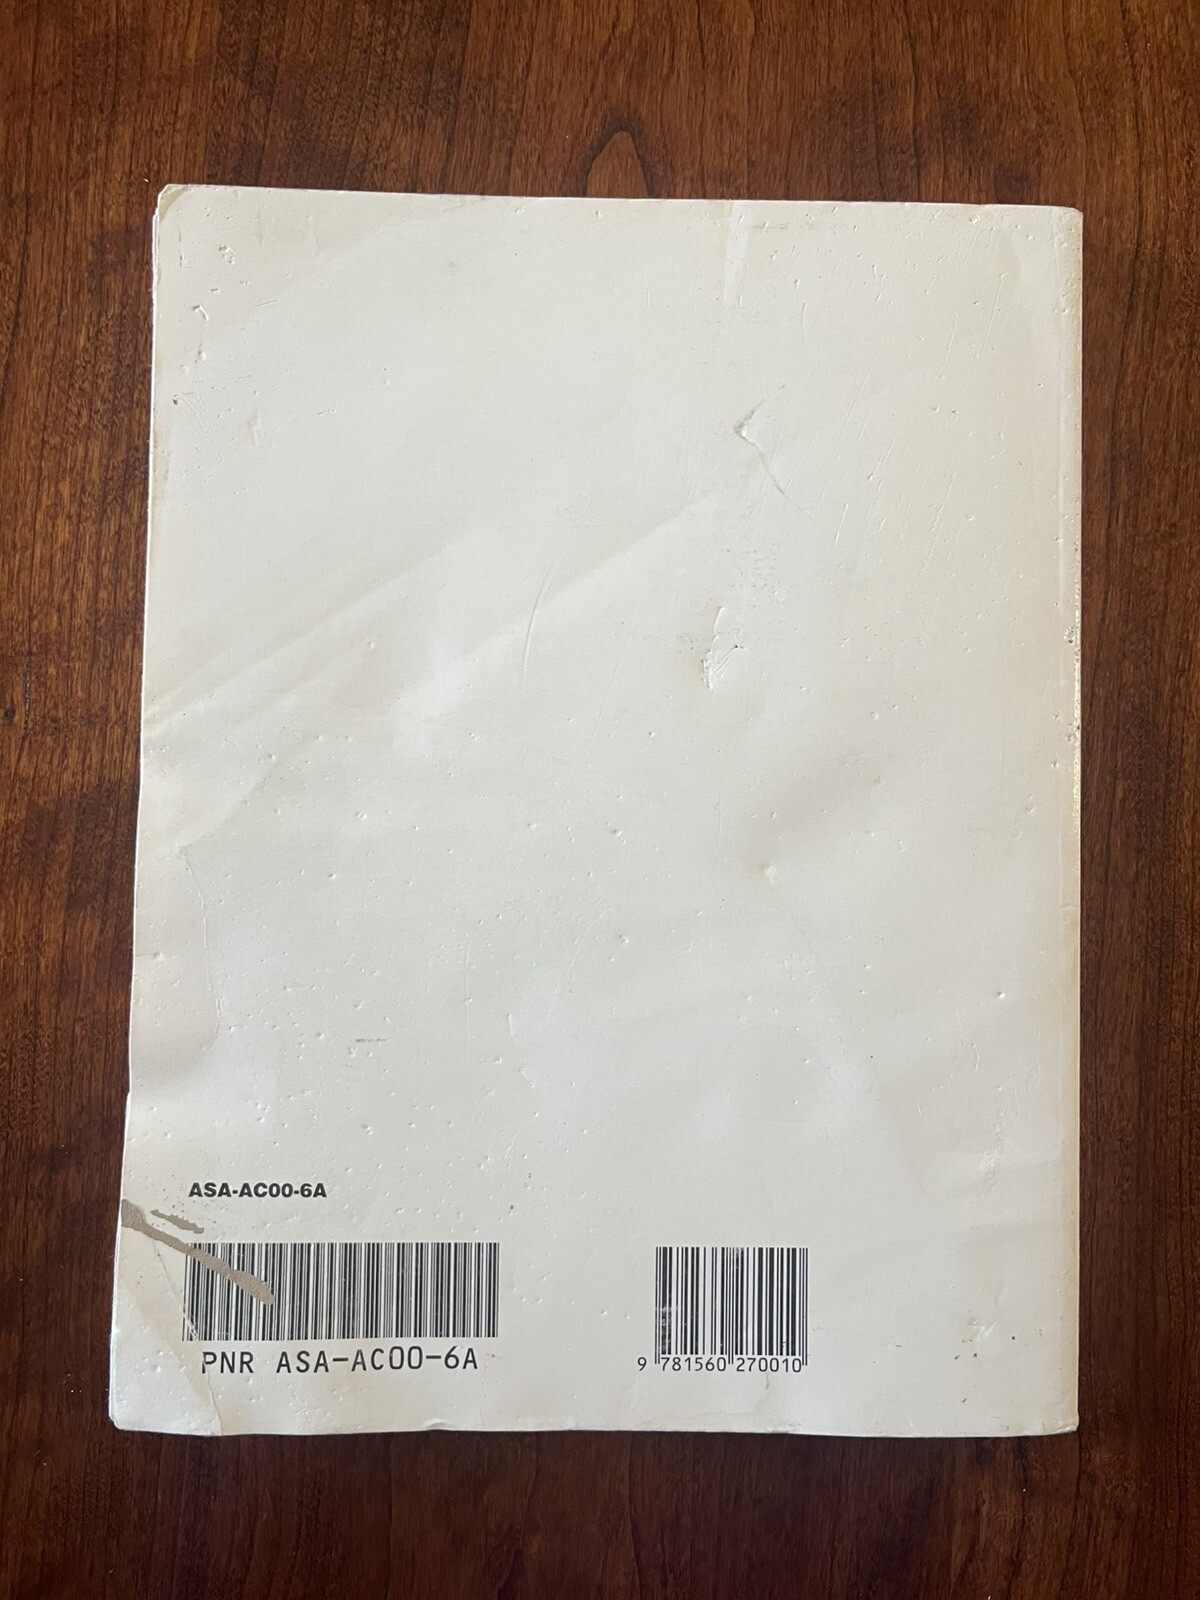 ASA-AC00-6A
PNR ASA-AC00-6A
9 781560 270010